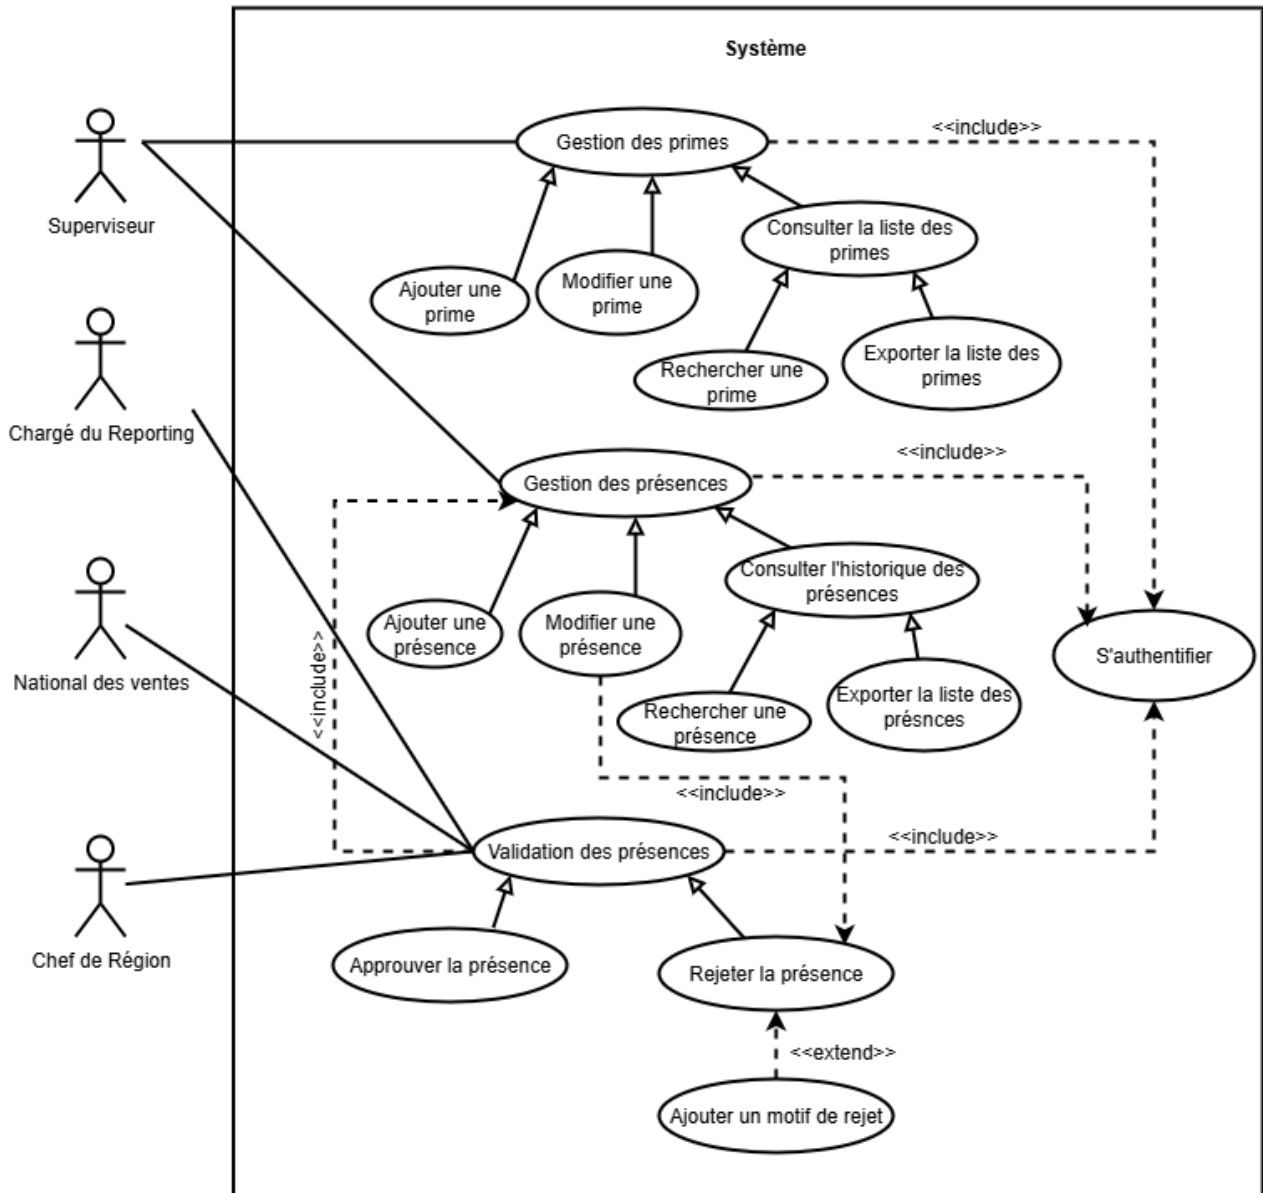 Système
Superviseur
Gestion des primes
<<include>>
Consulter la liste des
primes
Ajouter une
prime
Modifier une
prime
Rechercher une
prime
Exporter la liste des
primes
Chargé du Reporting
Gestion des présences
<<include>>
Consulter l'historique des
présences
Ajouter une
présence
Modifier une
présence
S'authentifier
National des ventes
<<include>>
Rechercher une
présence
Exporter la liste des
présnces
<<include>>
Validation des présences
<<include>>
Chef de Région
Approuver la présence
Rejeter la présence
<<extend>>
Ajouter un motif de rejet